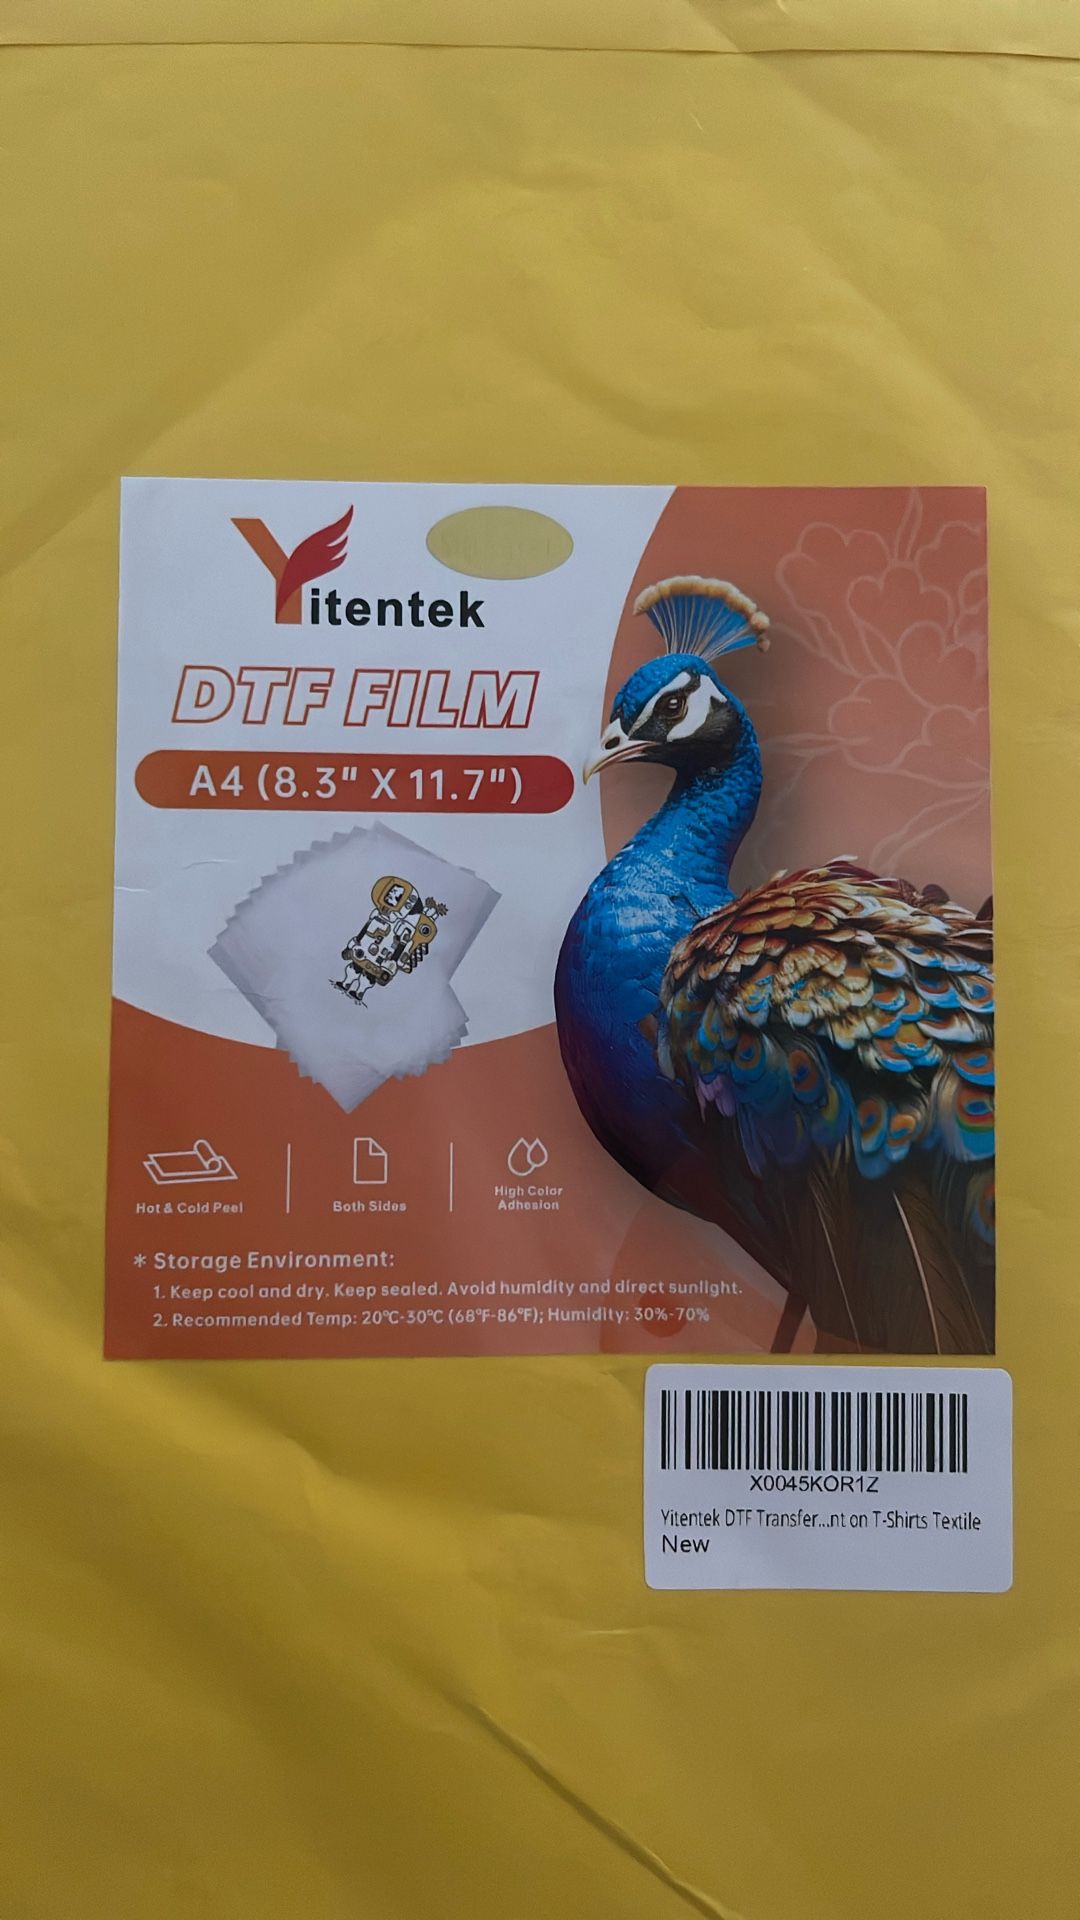 Yitentek
DTF FILM
A4 (8.3" X 11.7")
Hot & Cold Peel
Both Sides
High Color
Adhesion
* Storage Environment:
1. Keep cool and dry. Keep sealed. Avoid humidity and direct sunlight.
2. Recommended Temp: 20℃-30℃ (68℉-86℉); Humidity: 30%-70%
X0045KOR1Z
Yitentek DTF Transfer...nt on T-Shirts Textile
New